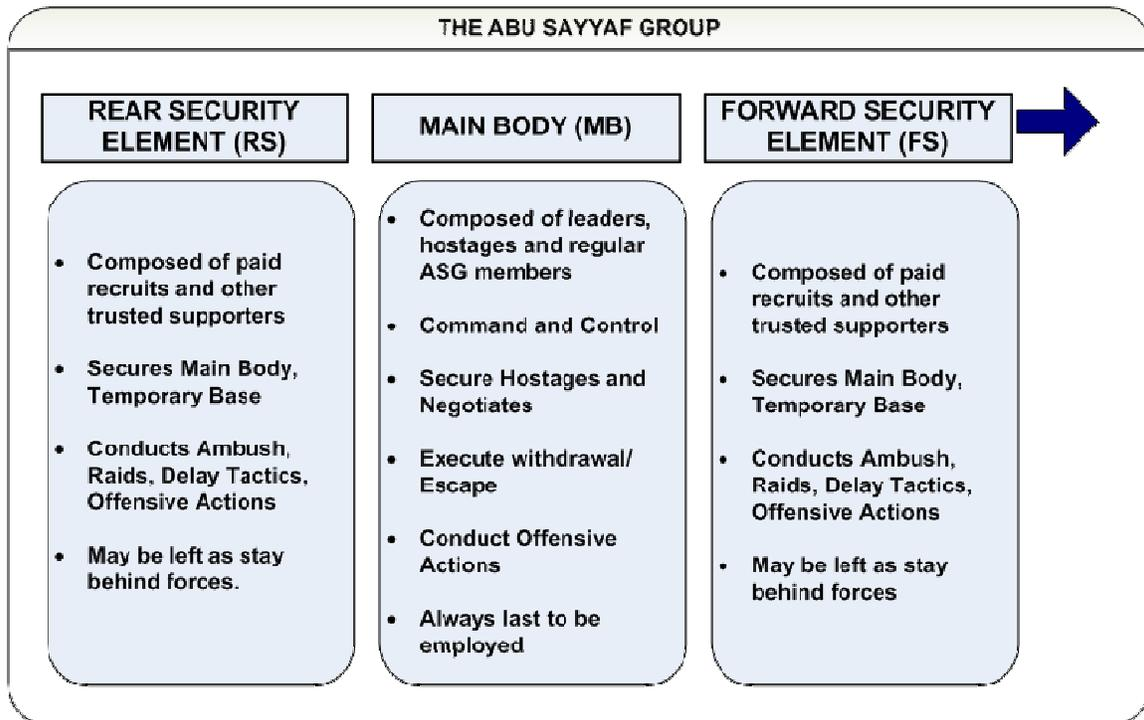 THE ABU SAYYAF GROUP
REAR SECURITY
ELEMENT (RS)
• Composed of paid
recruits and other
trusted supporters
• Secures Main Body,
Temporary Base
• Conducts Ambush,
Raids, Delay Tactics,
Offensive Actions
• May be left as stay
behind forces.
MAIN BODY (MB)
• Composed of leaders,
hostages and regular
ASG members
• Command and Control
• Secure Hostages and
Negotiates
• Execute withdrawal/
Escape
• Conduct Offensive
Actions
• Always last to be
employed
FORWARD SECURITY
ELEMENT (FS)
• Composed of paid
recruits and other
trusted supporters
• Secures Main Body,
Temporary Base
• Conducts Ambush,
Raids, Delay Tactics,
Offensive Actions
• May be left as stay
behind forces